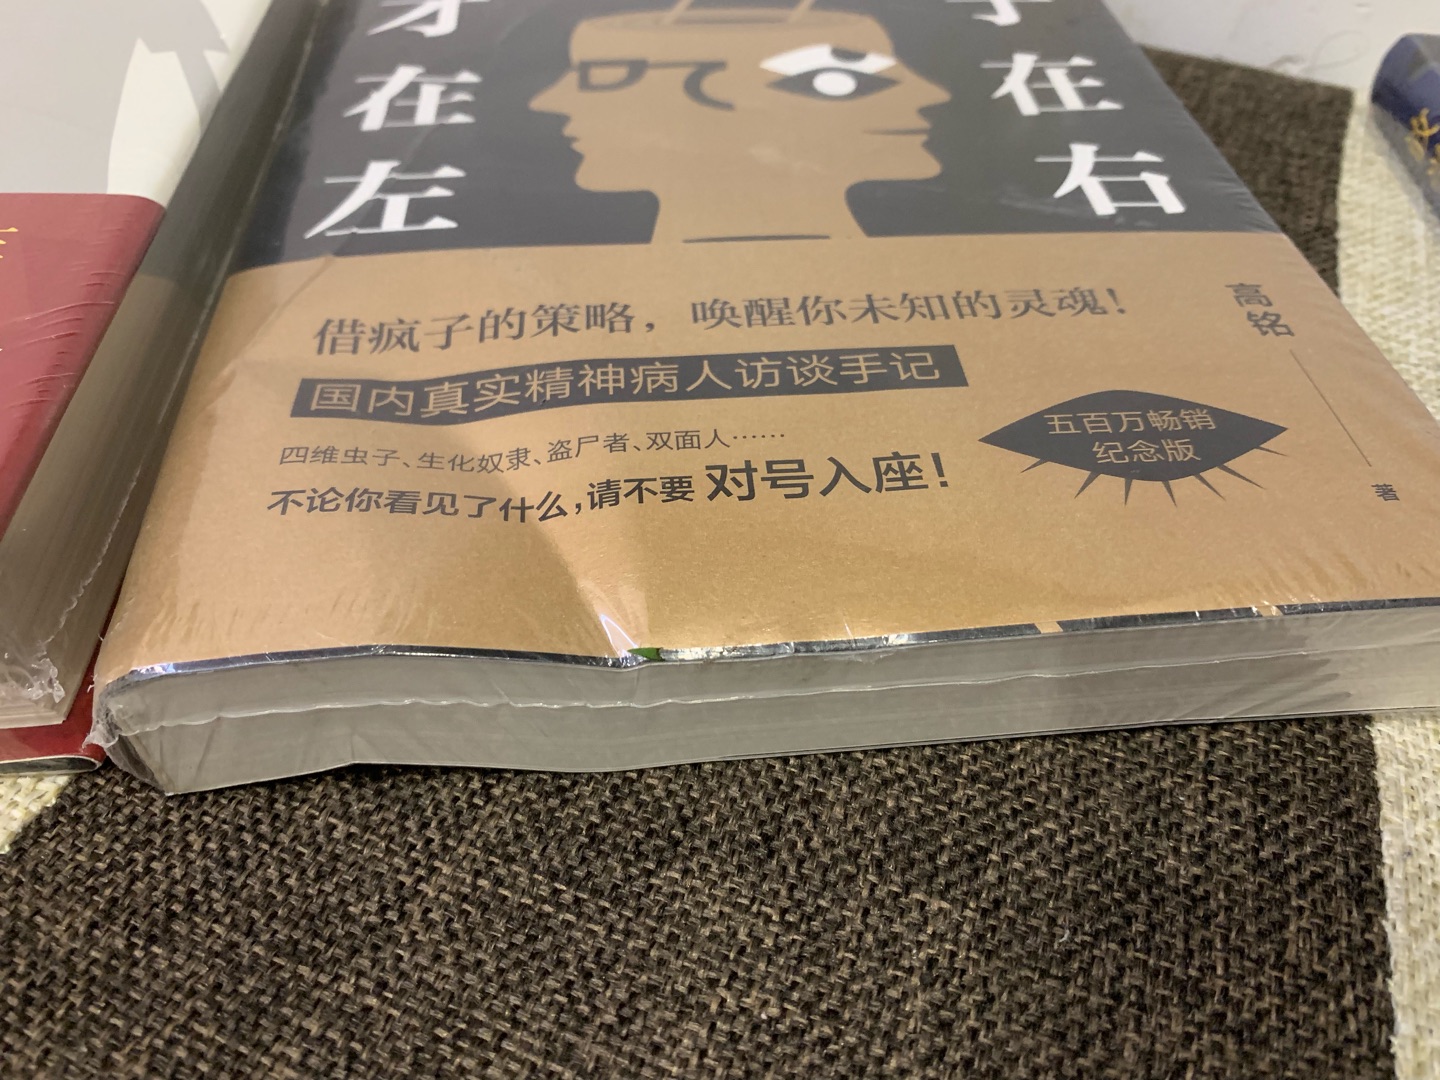 才在左
子在右
借疯子的策略，唤醒你未知的灵魂！
国内真实精神病人访谈手记
四维虫子、生化奴隶、盗尸者、双面人……
不论你看见了什么，请不要 对号入座！
五百万畅销
纪念版
高铭
著